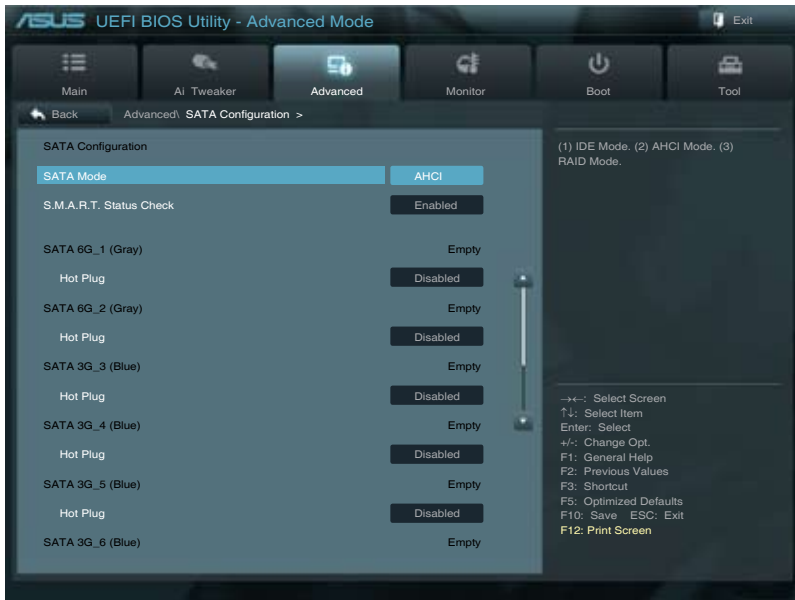 ASUS UEFI BIOS Utility - Advanced Mode
Exit
Main
Ai Tweaker
Advanced
Monitor
Boot
Tool
Back
Advanced\ SATA Configuration >
SATA Configuration
SATA Mode AHCI
S.M.A.R.T. Status Check Enabled
SATA 6G_1 (Gray) Empty
Hot Plug Disabled
SATA 6G_2 (Gray) Empty
Hot Plug Disabled
SATA 3G_3 (Blue) Empty
Hot Plug Disabled
SATA 3G_4 (Blue) Empty
Hot Plug Disabled
SATA 3G_5 (Blue) Empty
Hot Plug Disabled
SATA 3G_6 (Blue) Empty
(1) IDE Mode. (2) AHCI Mode. (3)
RAID Mode.
→←: Select Screen
↑↓: Select Item
Enter: Select
+/-: Change Opt.
F1: General Help
F2: Previous Values
F3: Shortcut
F5: Optimized Defaults
F10: Save ESC: Exit
F12: Print Screen